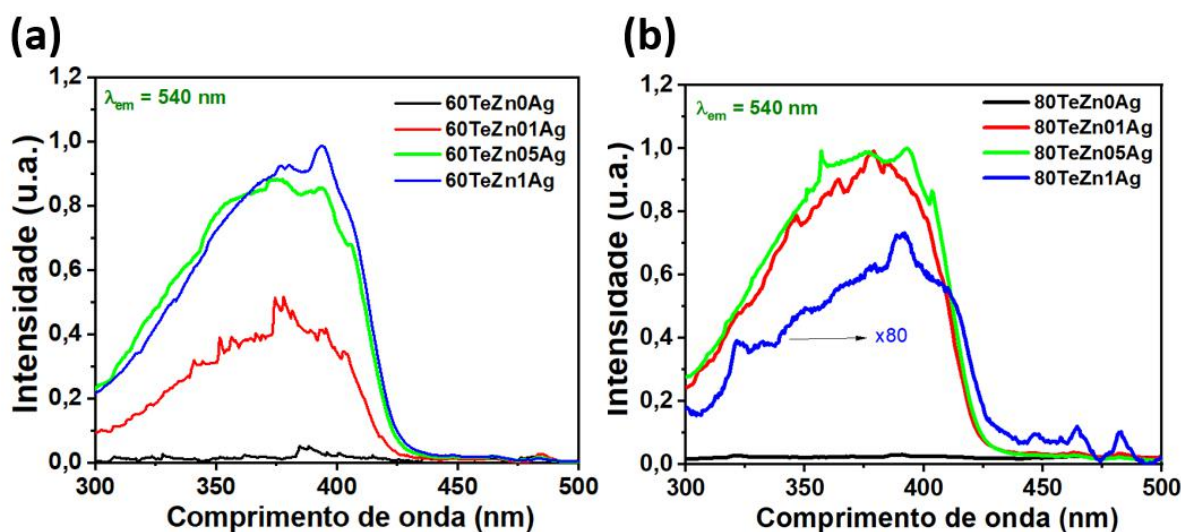 (a)
Intensidade (u.a.)
1,2
1,0
0,8
0,6
0,4
0,2
0,0
λem = 540 nm
60TeZn0Ag
60TeZn01Ag
60TeZn05Ag
60TeZn1Ag
300 350 400 450 500
Comprimento de onda (nm)
(b)
Intensidade (u.a.)
1,2
1,0
0,8
0,6
0,4
0,2
0,0
λem = 540 nm
80TeZn0Ag
80TeZn01Ag
80TeZn05Ag
80TeZn1Ag
x80
300 350 400 450 500
Comprimento de onda (nm)